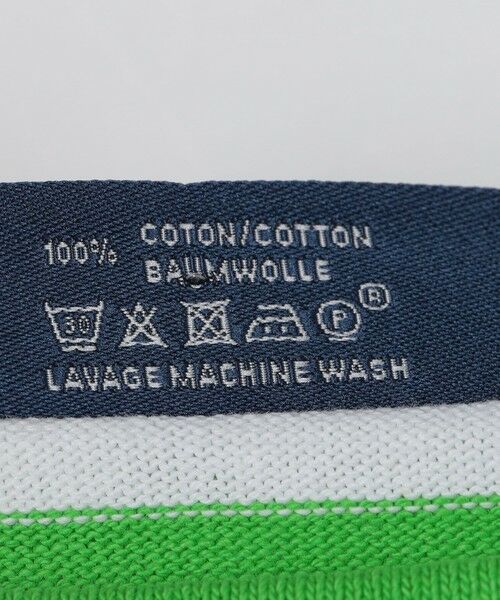 100% COTON/COTTON
BAUMWOLLE
30 P ®
LAVAGE MACHINE WASH